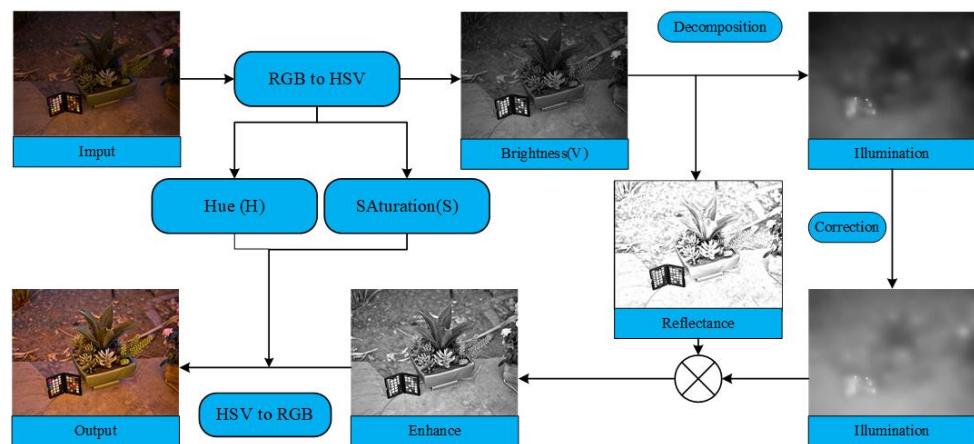 Decomposition
RGB to HSV
Imput
Brightness(V)
Illumination
Hue (H)
SAturation(S)
Correction
Reflectance
HSV to RGB
Output
Enhance
Illumination